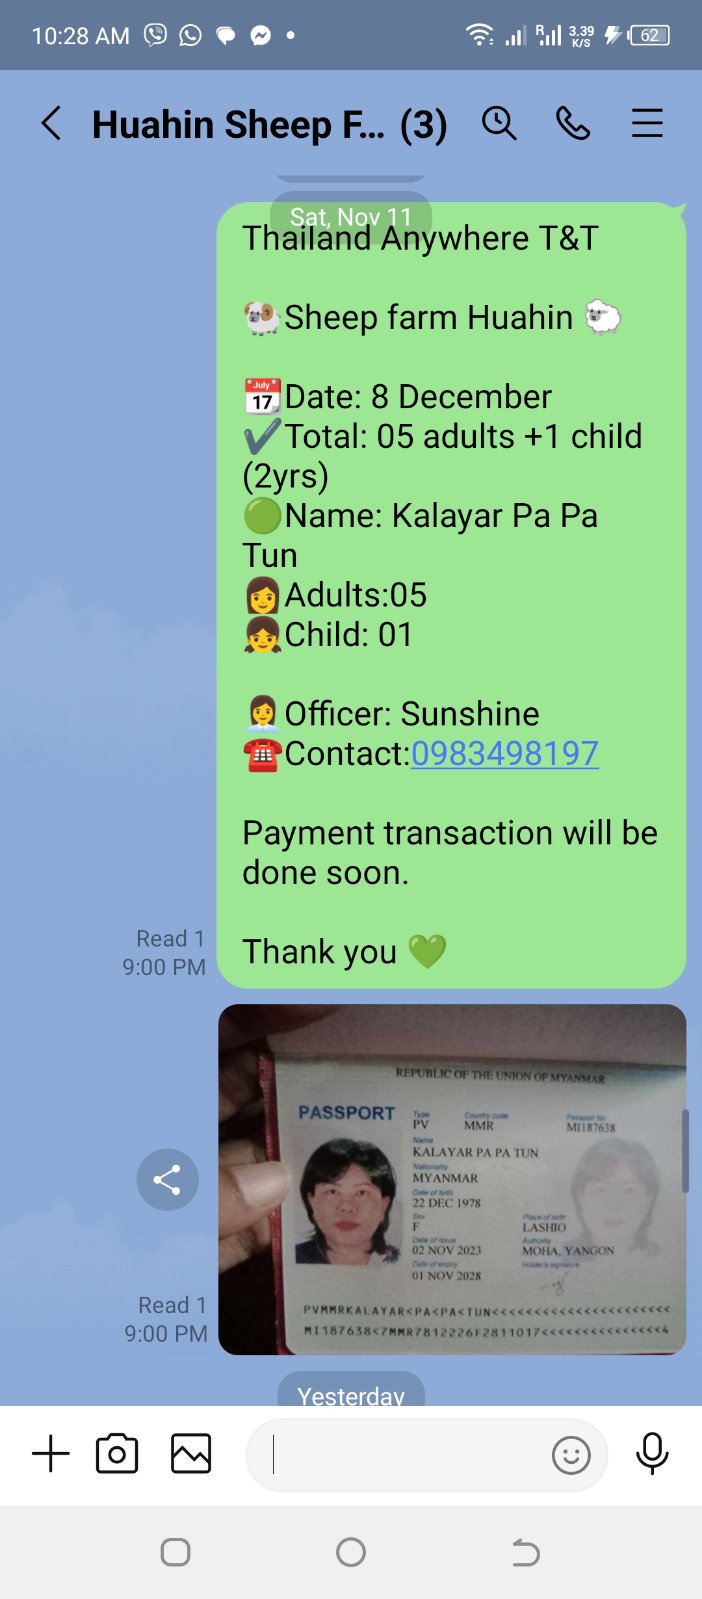 10:28 AM
3.39 K/S
R
62
Huahin Sheep F... (3)
Sat, Nov 11
Thailand Anywhere T&T
🐏Sheep farm Huahin 🐑
📅Date: 8 December
✔️Total: 05 adults +1 child
(2yrs)
🟢Name: Kalayar Pa Pa
Tun
👩Adults:05
👧Child: 01
👩‍💼Officer: Sunshine
☎️Contact:0983498197
Payment transaction will be
done soon.
Thank you 💚
Read 1
9:00 PM
REPUBLIC OF THE UNION OF MYANMAR
PASSPORT
Type Country code Passport No
PV MMR MI187638
Name
KALAYAR PA PA TUN
Nationality
MYANMAR
Date of birth
22 DEC 1978
Sex Place of birth
F LASHIO
Date of issue Authority
02 NOV 2023 MOHA, YANGON
Date of expiry Holder's signature
01 NOV 2028
PVMMRKALAYAR<PA<PA<TUN<<<<<<<<<<<<<<<<<<<<<<
MI187638<7MMR7812226F2811017<<<<<<<<<<<<<<<4
Read 1
9:00 PM
Yesterday